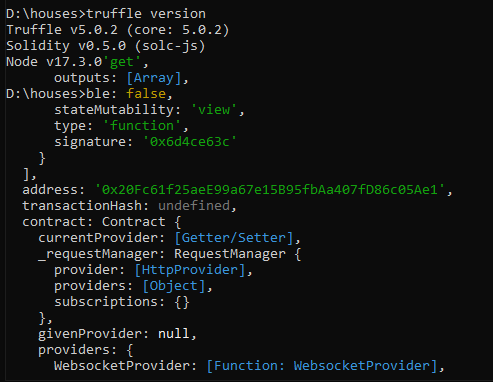 D:\houses>truffle version
Truffle v5.0.2 (core: 5.0.2)
Solidity v0.5.0 (solc-js)
Node v17.3.0'get',
      outputs: [Array],
D:\houses>ble: false,
      stateMutability: 'view',
      type: 'function',
      signature: '0x6d4ce63c'
    }
  ],
  address: '0x20Fc61f25aeE99a67e15B95fbAa407fD86c05Ae1',
  transactionHash: undefined,
  contract: Contract {
    currentProvider: [Getter/Setter],
    _requestManager: RequestManager {
      provider: [HttpProvider],
      providers: [Object],
      subscriptions: {}
    },
    givenProvider: null,
    providers: {
      WebsocketProvider: [Function: WebsocketProvider],